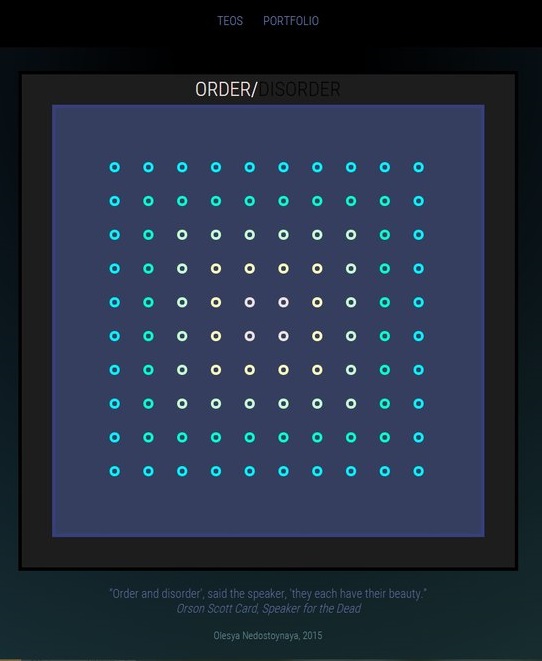 TEOS PORTFOLIO
ORDER/DISORDER
"Order and disorder', said the speaker, 'they each have their beauty."
Orson Scott Card, Speaker for the Dead
Olesya Nedostoynaya, 2015